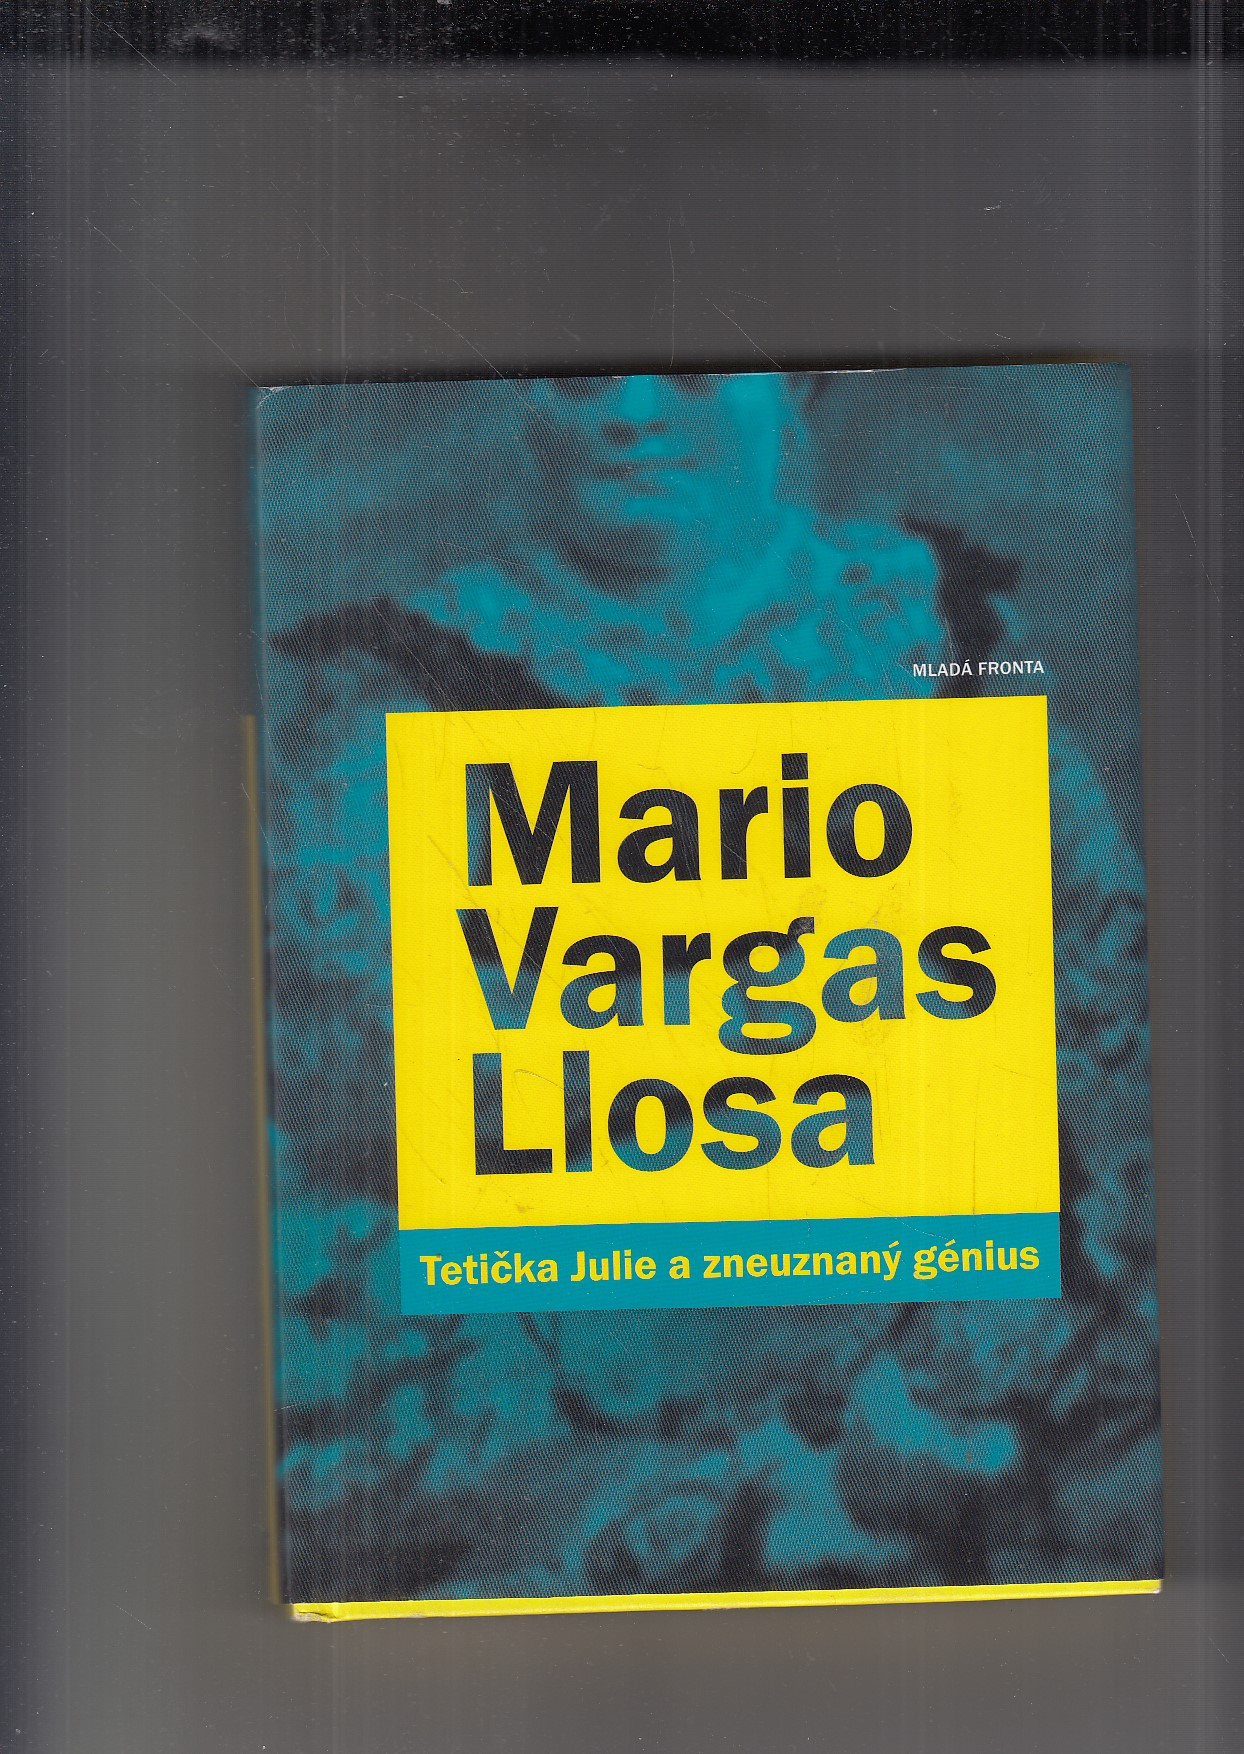 MLADÁ FRONTA
Mario
Vargas
Llosa
Tetička Julie a zneuznaný génius